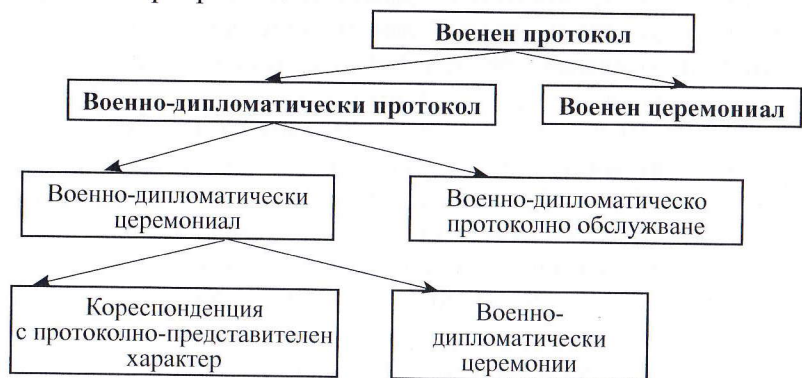 Военен протокол
Военно-дипломатически протокол
Военен церемониал
Военно-дипломатически
церемониал
Военно-дипломатическо
протоколно обслужване
Кореспонденция
с протоколно-представителен
характер
Военно-
дипломатически
церемонии